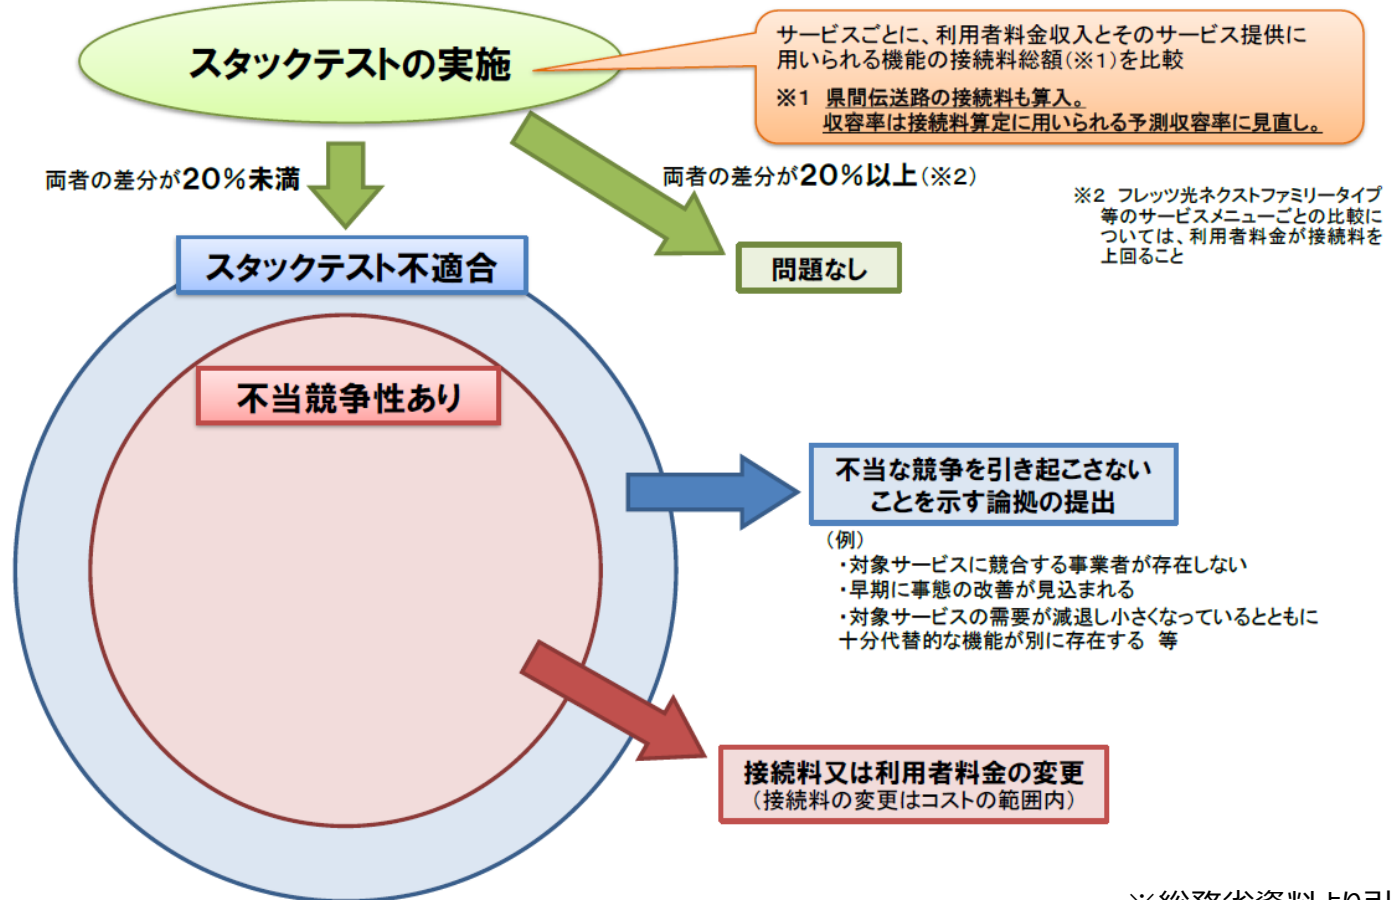 スタックテストの実施
サービスごとに、利用者料金収入とそのサービス提供に
用いられる機能の接続料総額(※1)を比較
※1 県間伝送路の接続料も算入。
収容率は接続料算定に用いられる予測収容率に見直し。
両者の差分が20%未満
両者の差分が20%以上(※2)
※2 フレッツ光ネクストファミリータイプ
等のサービスメニューごとの比較に
ついては、利用者料金が接続料を
上回ること
スタックテスト不適合
問題なし
不当競争性あり
不当な競争を引き起こさない
ことを示す論拠の提出
(例)
・対象サービスに競合する事業者が存在しない
・早期に事態の改善が見込まれる
・対象サービスの需要が減退し小さくなっているとともに
十分代替的な機能が別に存在する 等
接続料又は利用者料金の変更
(接続料の変更はコストの範囲内)
※総務省資料より引